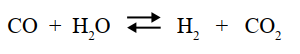 CO + H₂O ⇌ H₂ + CO₂